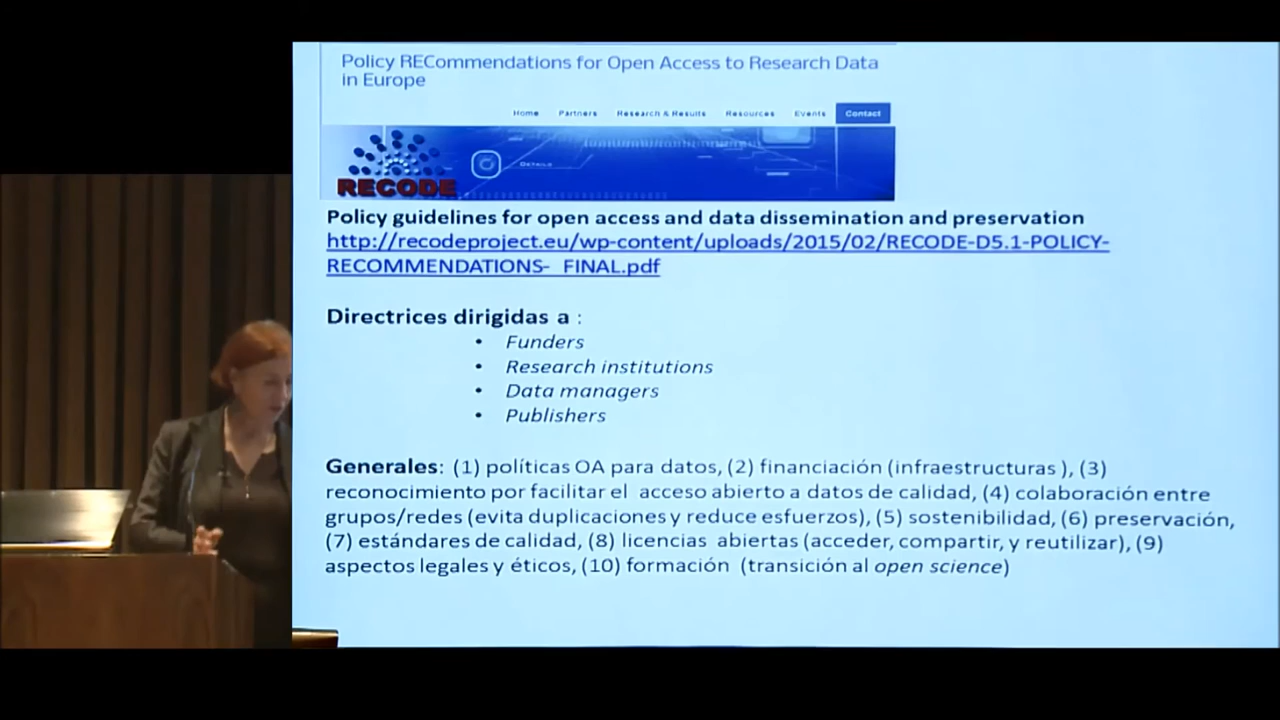 Policy RECommendations for Open Access to Research Data
in Europe
Home Partners Research & Results Resources Events Contact
RECODE
Details
Policy guidelines for open access and data dissemination and preservation
http://recodeproject.eu/wp-content/uploads/2015/02/RECODE-D5.1-POLICY-
RECOMMENDATIONS- FINAL.pdf
Directrices dirigidas a :
• Funders
• Research institutions
• Data managers
• Publishers
Generales: (1) políticas OA para datos, (2) financiación (infraestructuras ), (3)
reconocimiento por facilitar el acceso abierto a datos de calidad, (4) colaboración entre
grupos/redes (evita duplicaciones y reduce esfuerzos), (5) sostenibilidad, (6) preservación,
(7) estándares de calidad, (8) licencias abiertas (acceder, compartir, y reutilizar), (9)
aspectos legales y éticos, (10) formación (transición al open science)